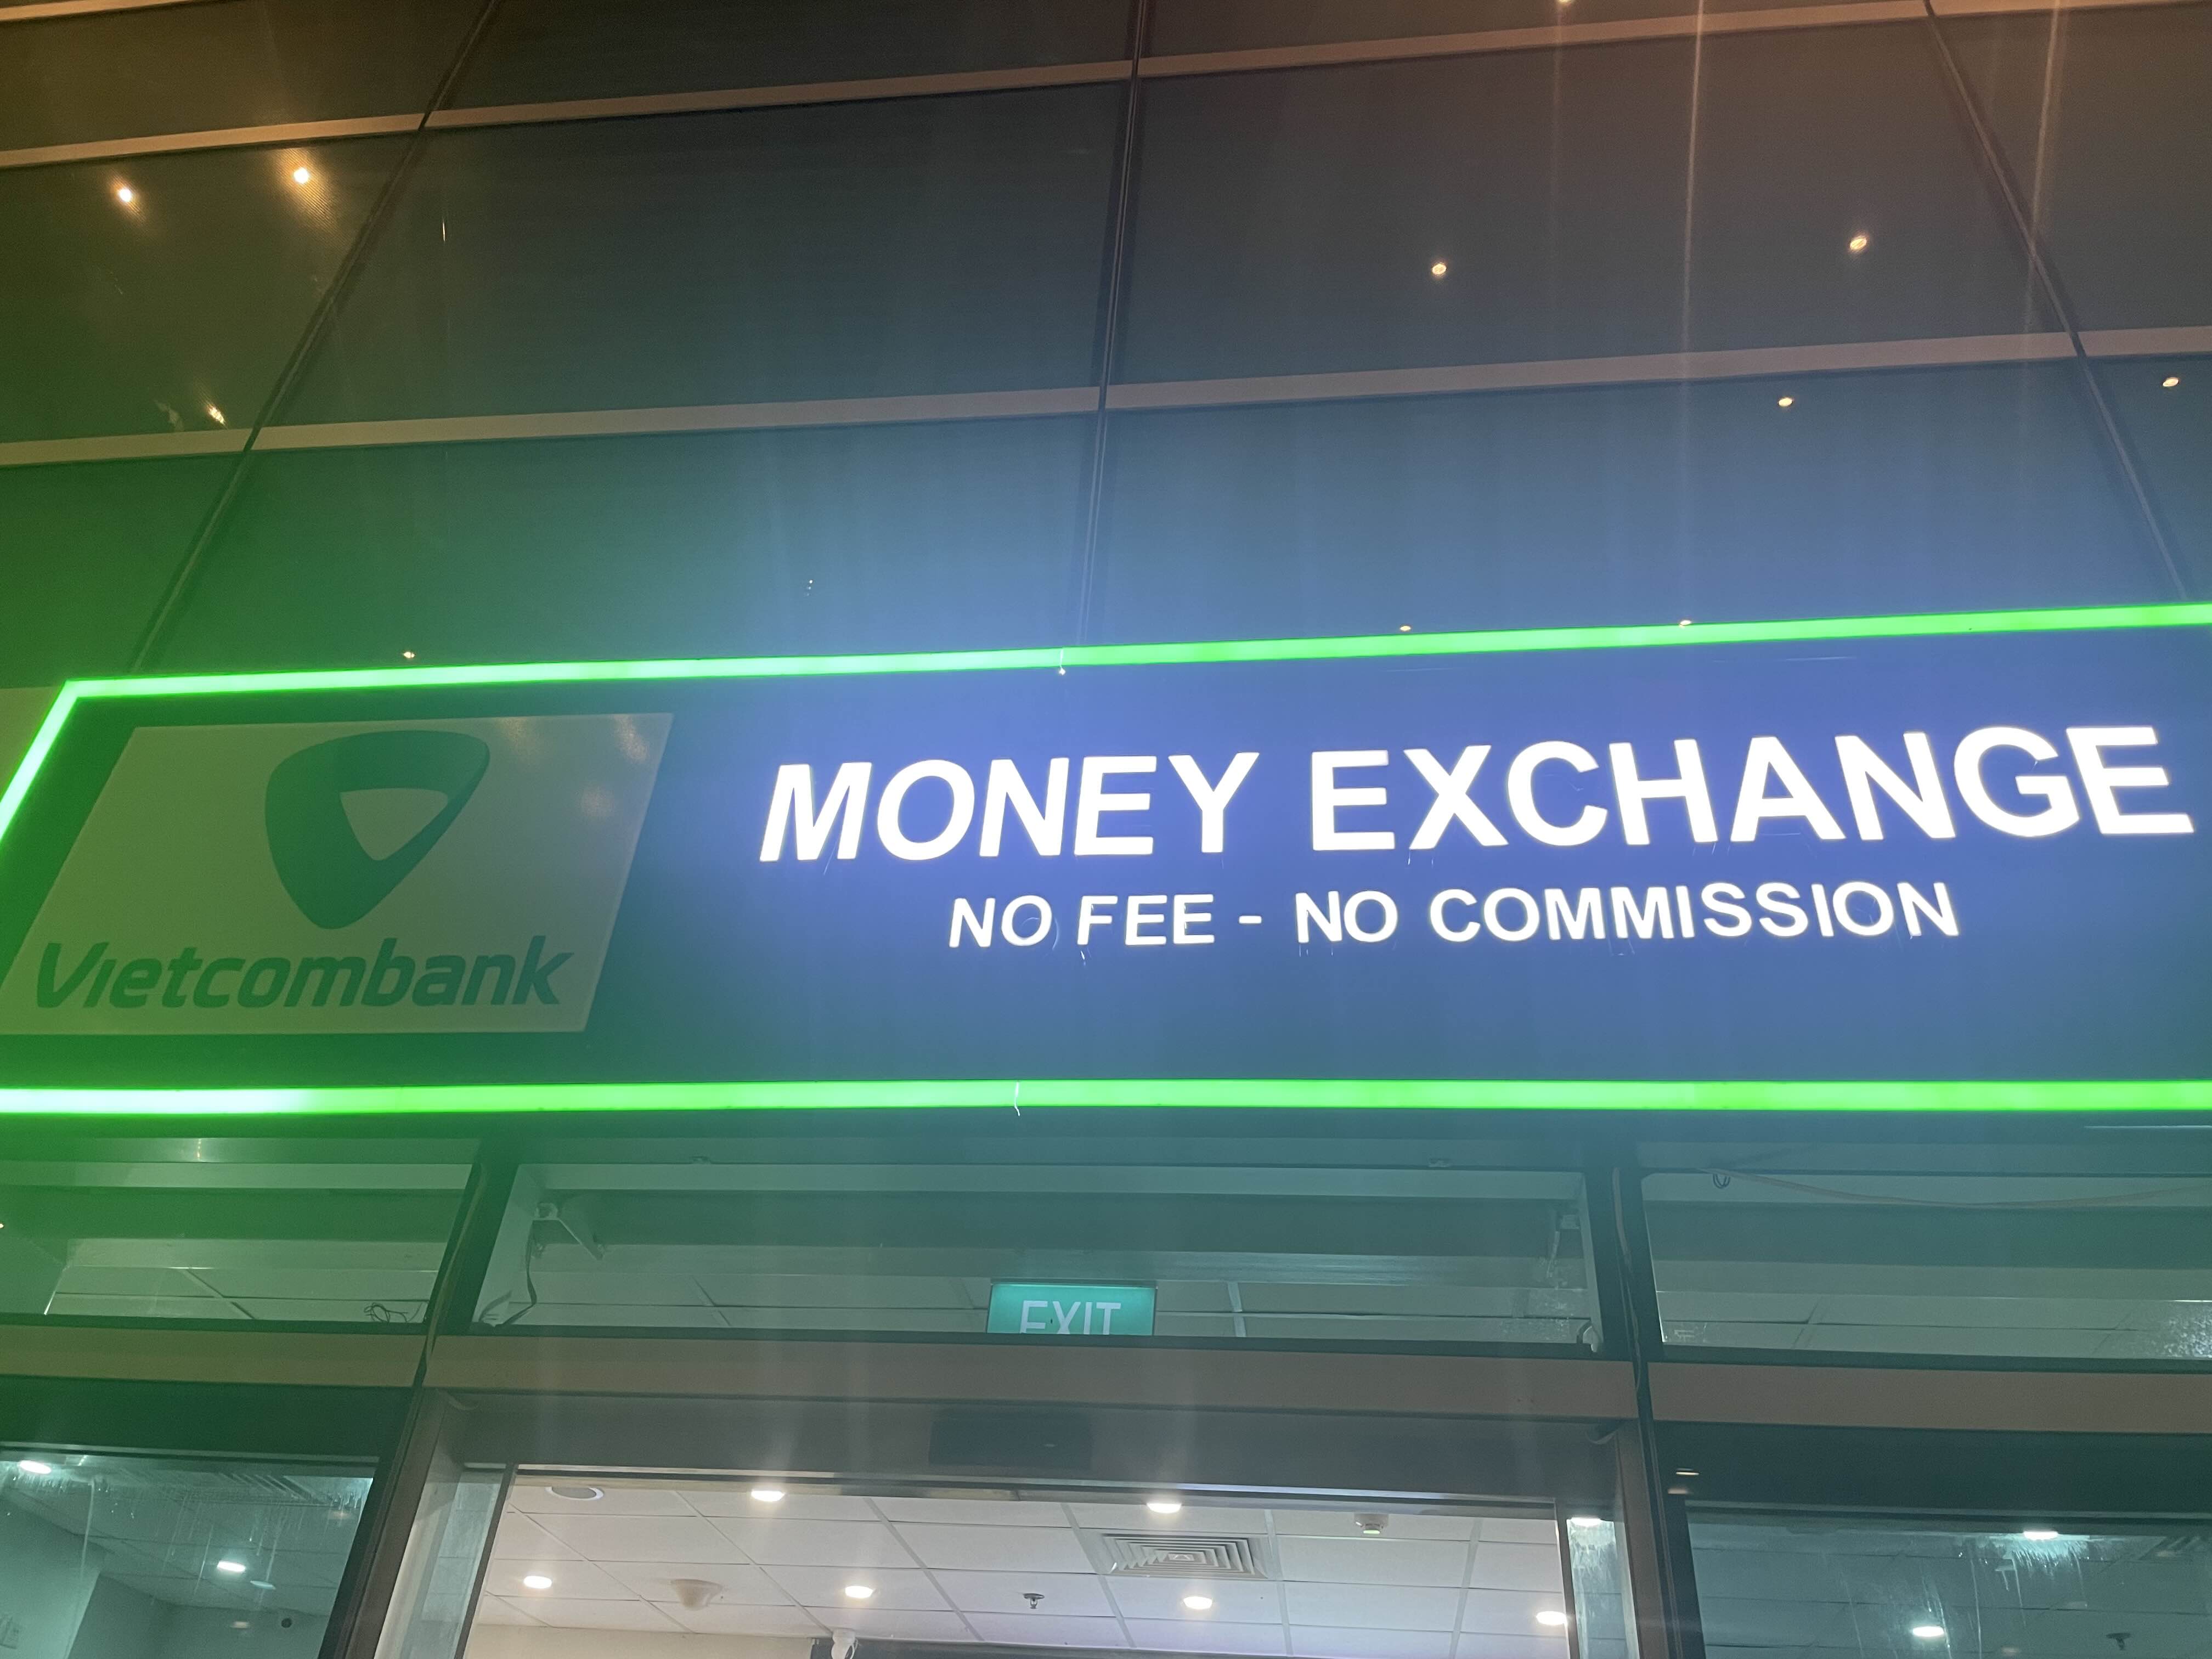 Vietcombank
MONEY EXCHANGE
NO FEE - NO COMMISSION
EXIT